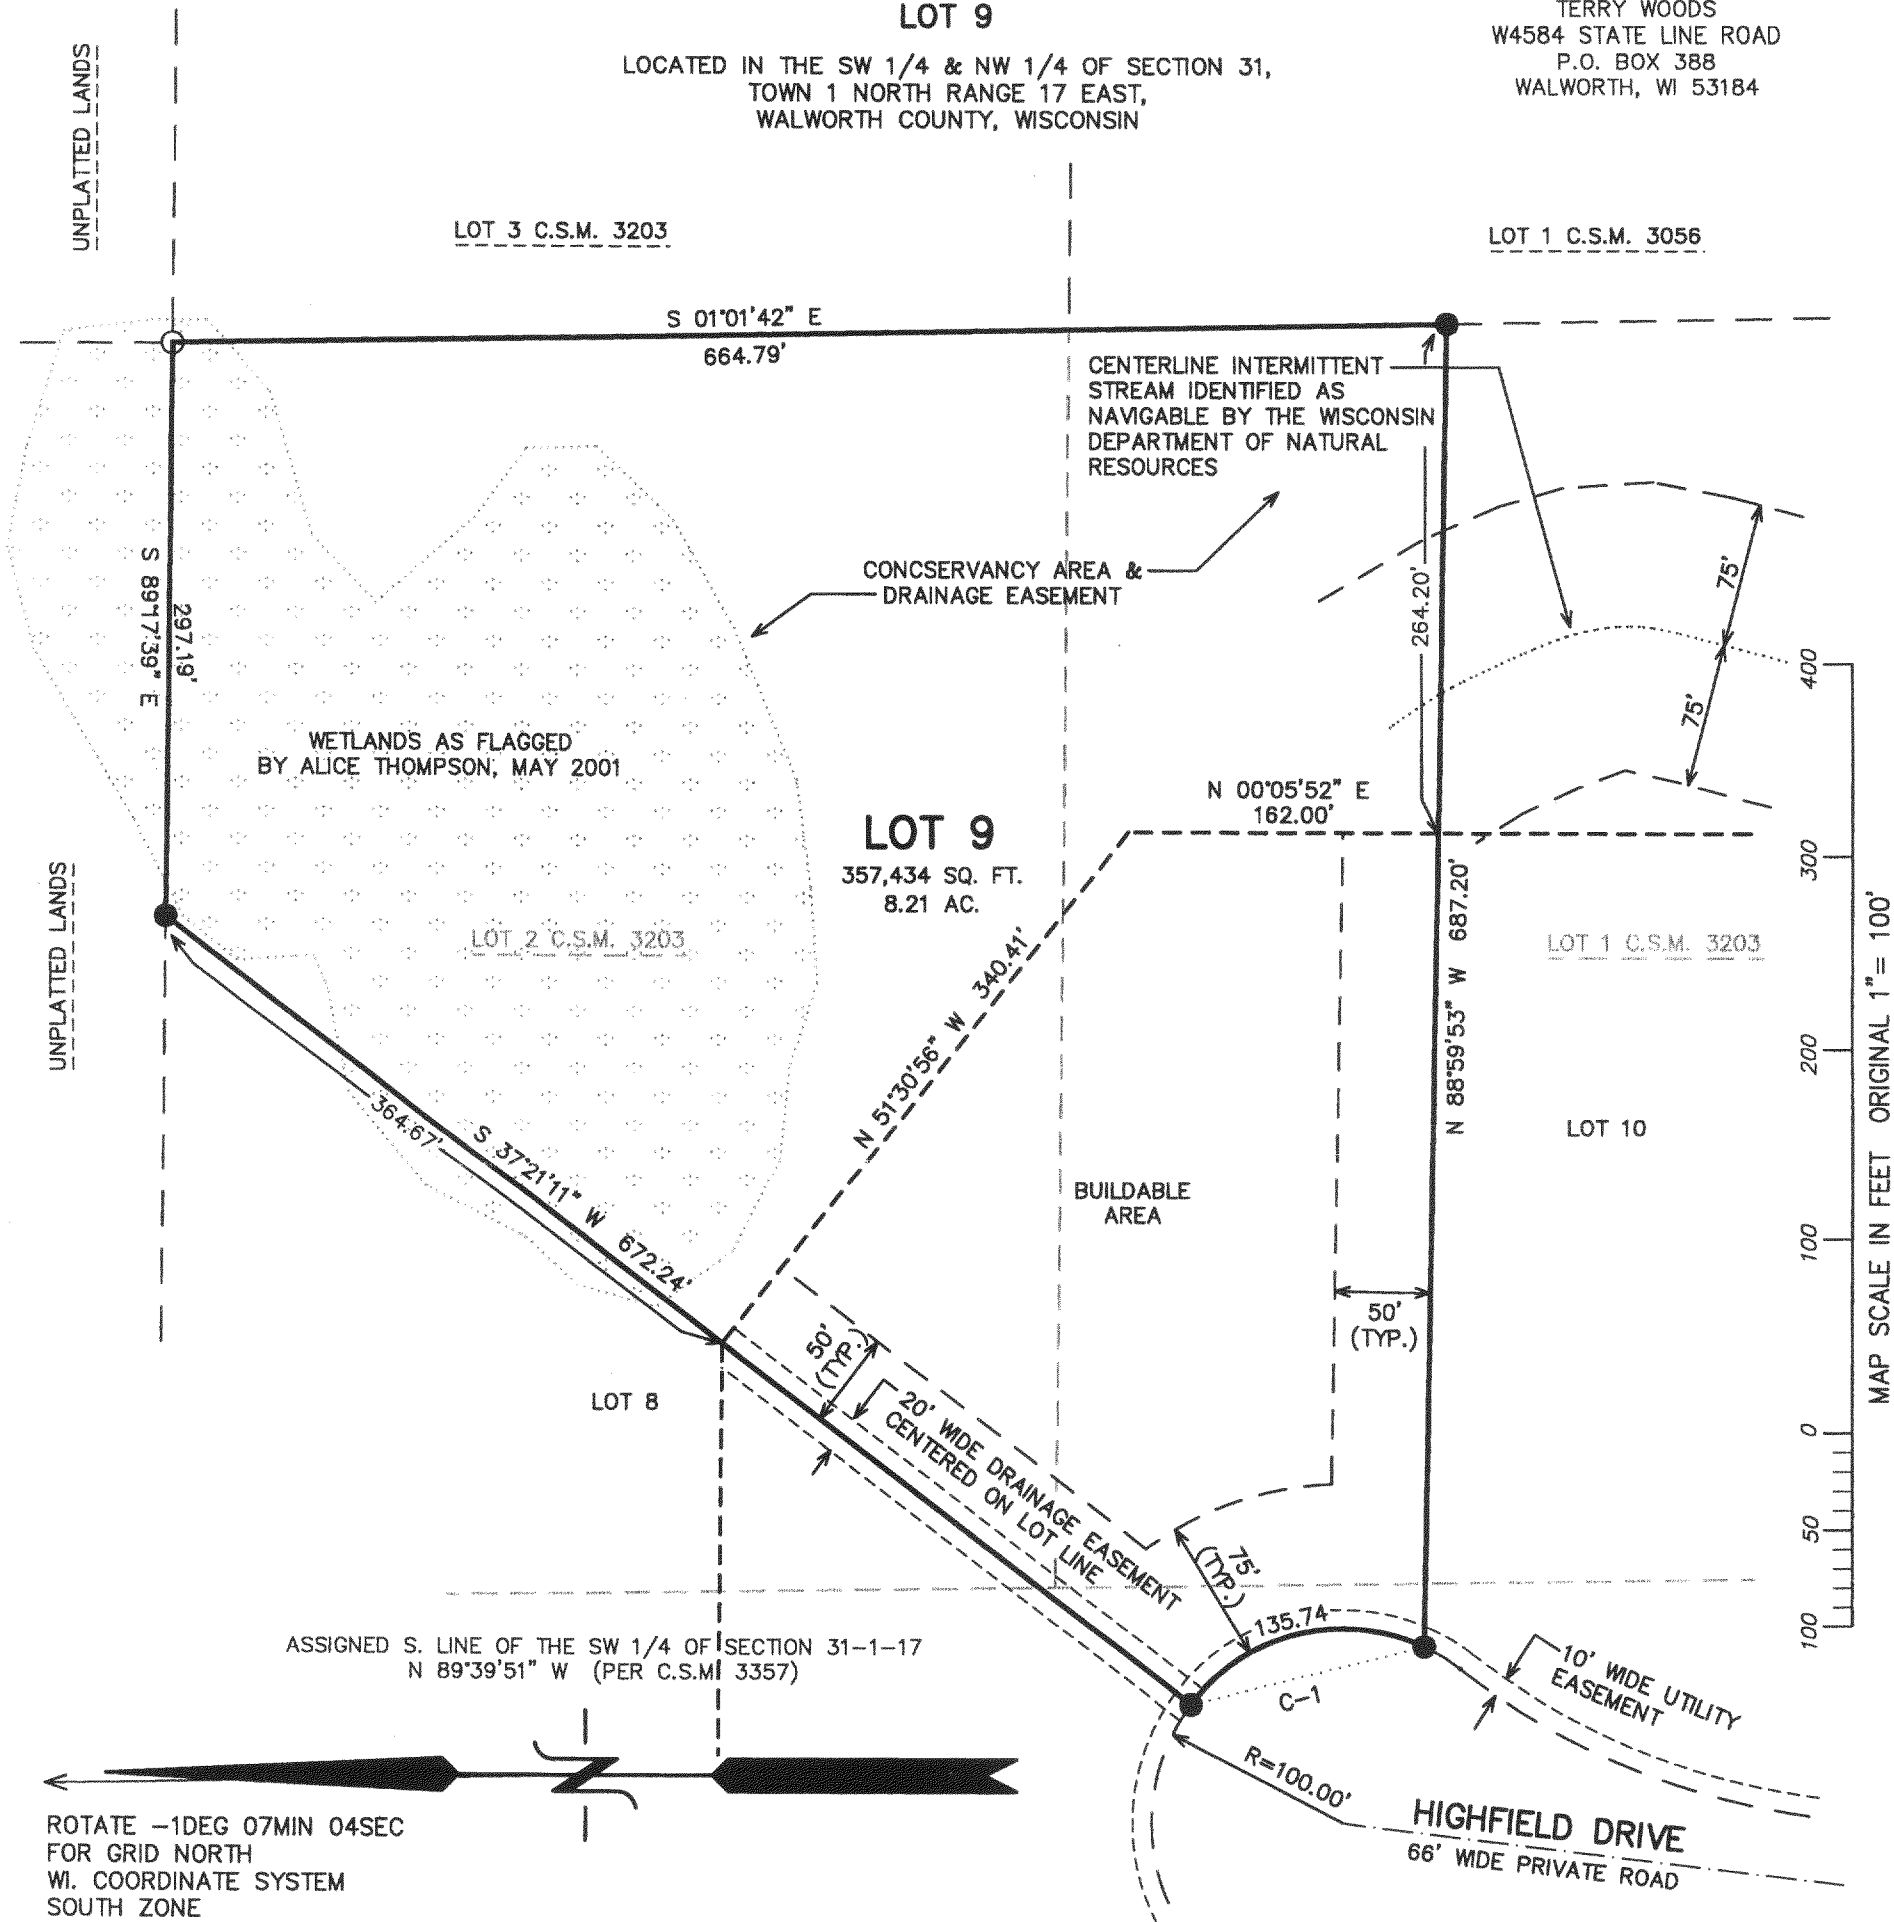 LOT 9
LOCATED IN THE SW 1/4 & NW 1/4 OF SECTION 31,
TOWN 1 NORTH RANGE 17 EAST,
WALWORTH COUNTY, WISCONSIN
TERRY WOODS
W4584 STATE LINE ROAD
P.O. BOX 388
WALWORTH, WI 53184
UNPLATTED LANDS
LOT 3 C.S.M. 3203
LOT 1 C.S.M. 3056
S 01°01'42" E
664.79'
CENTERLINE INTERMITTENT
STREAM IDENTIFIED AS
NAVIGABLE BY THE WISCONSIN
DEPARTMENT OF NATURAL
RESOURCES
CONCSERVANCY AREA &
DRAINAGE EASEMENT
264.20'
75'
75'
S 89°17'39" E
297.19'
WETLANDS AS FLAGGED
BY ALICE THOMPSON, MAY 2001
N 00°05'52" E
162.00'
LOT 9
357,434 SQ. FT.
8.21 AC.
UNPLATTED LANDS
LOT 2 C.S.M. 3203
LOT 1 C.S.M. 3203
N 51°30'56" W 340.41'
N 88°59'53" W 687.20'
364.67'
S 37°21'11" W 672.24'
BUILDABLE
AREA
LOT 10
50'
(TYP.)
50'
(TYP.)
LOT 8
20' WIDE DRAINAGE EASEMENT
CENTERED ON LOT LINE
75'
(TYP.)
135.74
C-1
10' WIDE UTILITY
EASEMENT
ASSIGNED S. LINE OF THE SW 1/4 OF SECTION 31-1-17
N 89°39'51" W (PER C.S.M. 3357)
R=100.00'
HIGHFIELD DRIVE
66' WIDE PRIVATE ROAD
N
ROTATE -1DEG 07MIN 04SEC
FOR GRID NORTH
WI. COORDINATE SYSTEM
SOUTH ZONE
400
300
200
100
0
50
100
MAP SCALE IN FEET ORIGINAL 1"= 100'